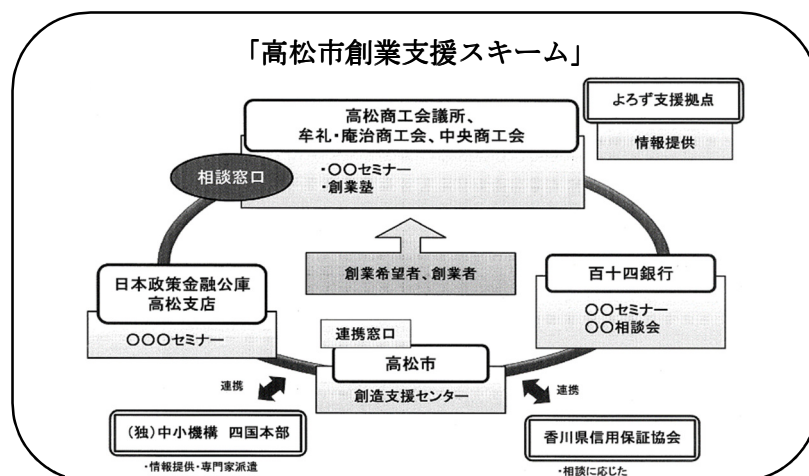 「高松市創業支援スキーム」
よろず支援拠点
情報提供
高松商工会議所、
牟礼・庵治商工会、中央商工会
相談窓口
・〇〇セミナー
・創業塾
創業希望者、創業者
日本政策金融公庫
高松支店
〇〇〇セミナー
百十四銀行
〇〇セミナー
〇〇相談会
連携窓口
高松市
創造支援センター
連携
連携
(独)中小機構 四国本部
・情報提供・専門家派遣
香川県信用保証協会
・相談に応じた